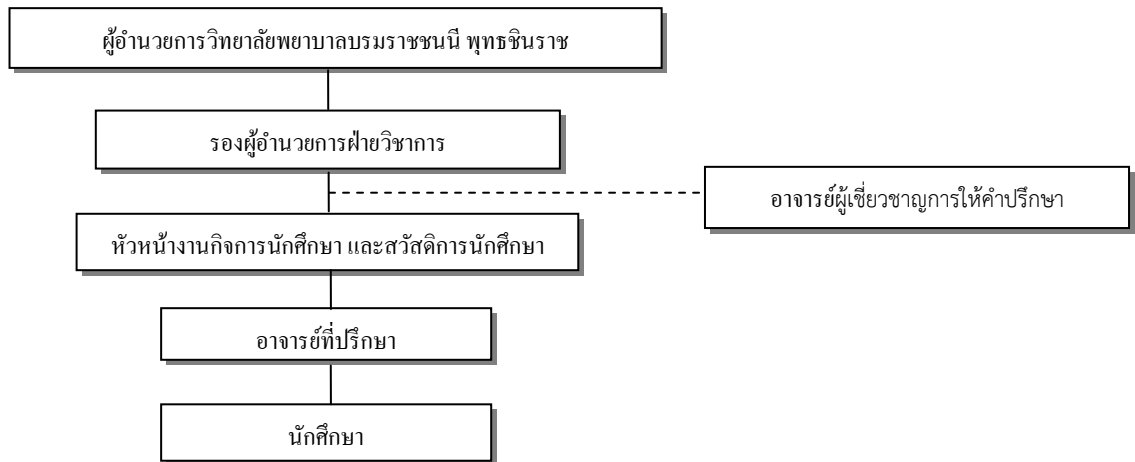 ผู้อำนวยการวิทยาลัยพยาบาลบรมราชชนนี พุทธชินราช
รองผู้อำนวยการฝ่ายวิชาการ
อาจารย์ผู้เชี่ยวชาญการให้คำปรึกษา
หัวหน้างานกิจการนักศึกษา และสวัสดิการนักศึกษา
อาจารย์ที่ปรึกษา
นักศึกษา